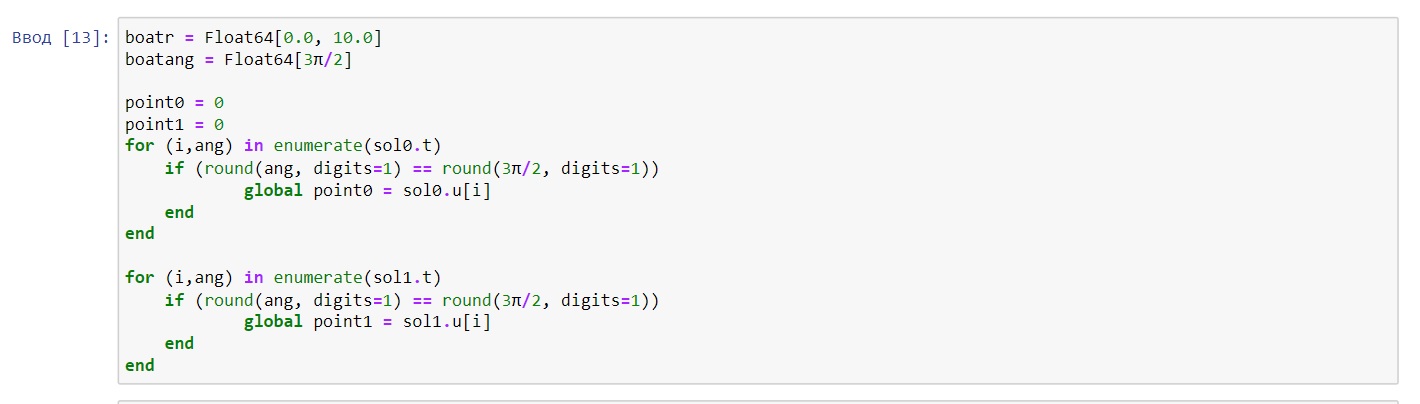 Ввод [13]:
boatr = Float64[0.0, 10.0]
boatang = Float64[3π/2]

point0 = 0
point1 = 0
for (i,ang) in enumerate(sol0.t)
    if (round(ang, digits=1) == round(3π/2, digits=1))
            global point0 = sol0.u[i]
    end
end

for (i,ang) in enumerate(sol1.t)
    if (round(ang, digits=1) == round(3π/2, digits=1))
            global point1 = sol1.u[i]
    end
end